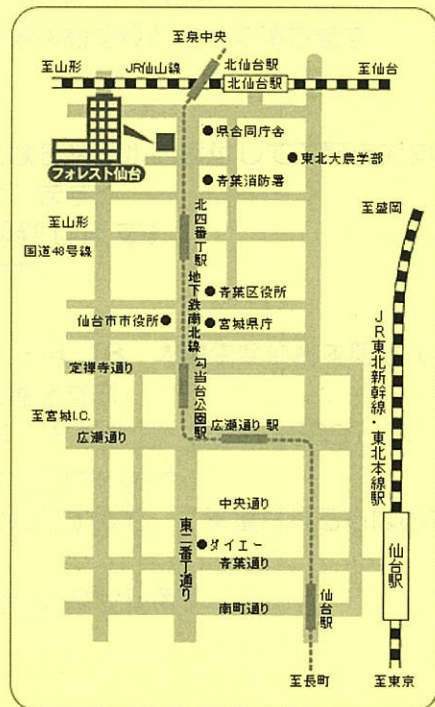 至泉中央
北仙台駅
至山形
JR仙山線
北仙台駅
至仙台
県合同庁舎
東北大農学部
フォレスト仙台
青葉消防署
至盛岡
至山形
北四番丁駅
国道48号線
地下鉄南北線
青葉区役所
仙台市市役所
宮城県庁
JR東北新幹線・東北本線駅
定禅寺通り
勾当台公園駅
至宮城I.C.
広瀬通り
広瀬通り 駅
中央通り
東二番丁通り
ダイエー
青葉通り
仙台駅
南町通り
仙台駅
至長町
至東京